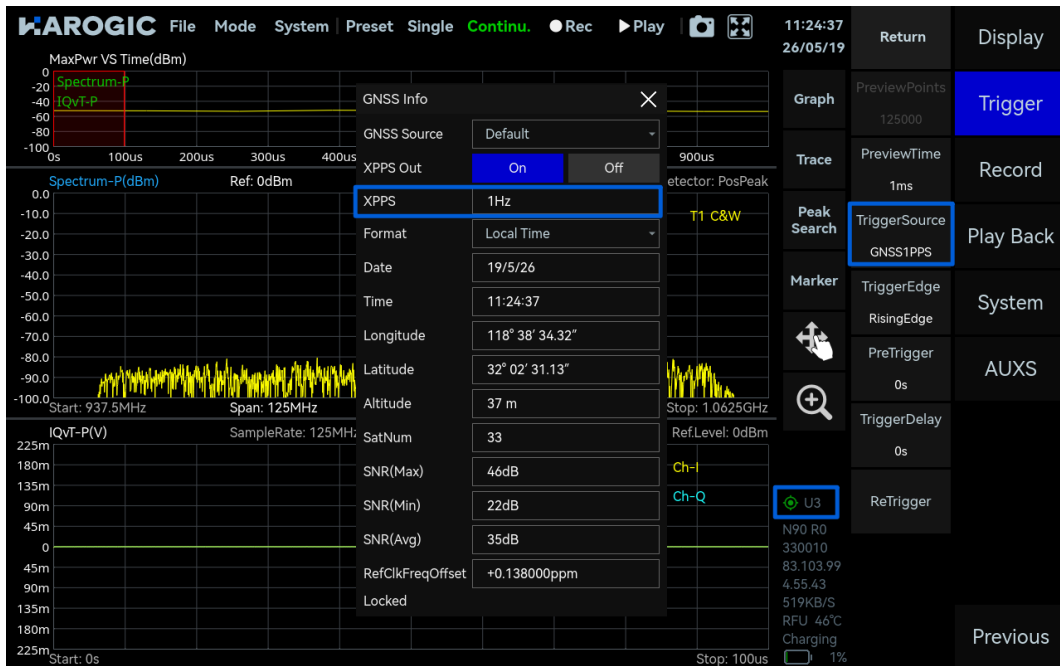 HAROGIC File Mode System Preset Single Continu. Rec Play
11:24:37
26/05/19
Return
Display
MaxPwr VS Time(dBm)
Spectrum-P
IQvT-P
0
-20
-40
-60
-80
-100
0s 100us 200us 300us 400us 900us
Graph
PreviewPoints
125000
Trigger
Trace
PreviewTime
1ms
Record
Spectrum-P(dBm) Ref: 0dBm etector: PosPeak
T1 C&W
0.0
-10.0
-20.0
-30.0
-40.0
-50.0
-60.0
-70.0
-80.0
-90.0
-100.0
Start: 937.5MHz Span: 125MHz Stop: 1.0625GHz
Peak
Search
TriggerSource
GNSS1PPS
Play Back
Marker
TriggerEdge
RisingEdge
System
PreTrigger
0s
AUXS
TriggerDelay
0s
ReTrigger
GNSS Info
GNSS Source Default
XPPS Out On Off
XPPS 1Hz
Format Local Time
Date 19/5/26
Time 11:24:37
Longitude 118° 38′ 34.32″
Latitude 32° 02′ 31.13″
Altitude 37 m
SatNum 33
SNR(Max) 46dB
SNR(Min) 22dB
SNR(Avg) 35dB
RefClkFreqOffset +0.138000ppm
Locked
IQvT-P(V) SampleRate: 125MHz Ref.Level: 0dBm
Ch-I
Ch-Q
225m
180m
135m
90m
45m
0
45m
90m
135m
180m
225m
Start: 0s Stop: 100us
U3
N90 R0
330010
83.103.99
4.55.43
519KB/S
RFU 46℃
Charging
1%
Previous